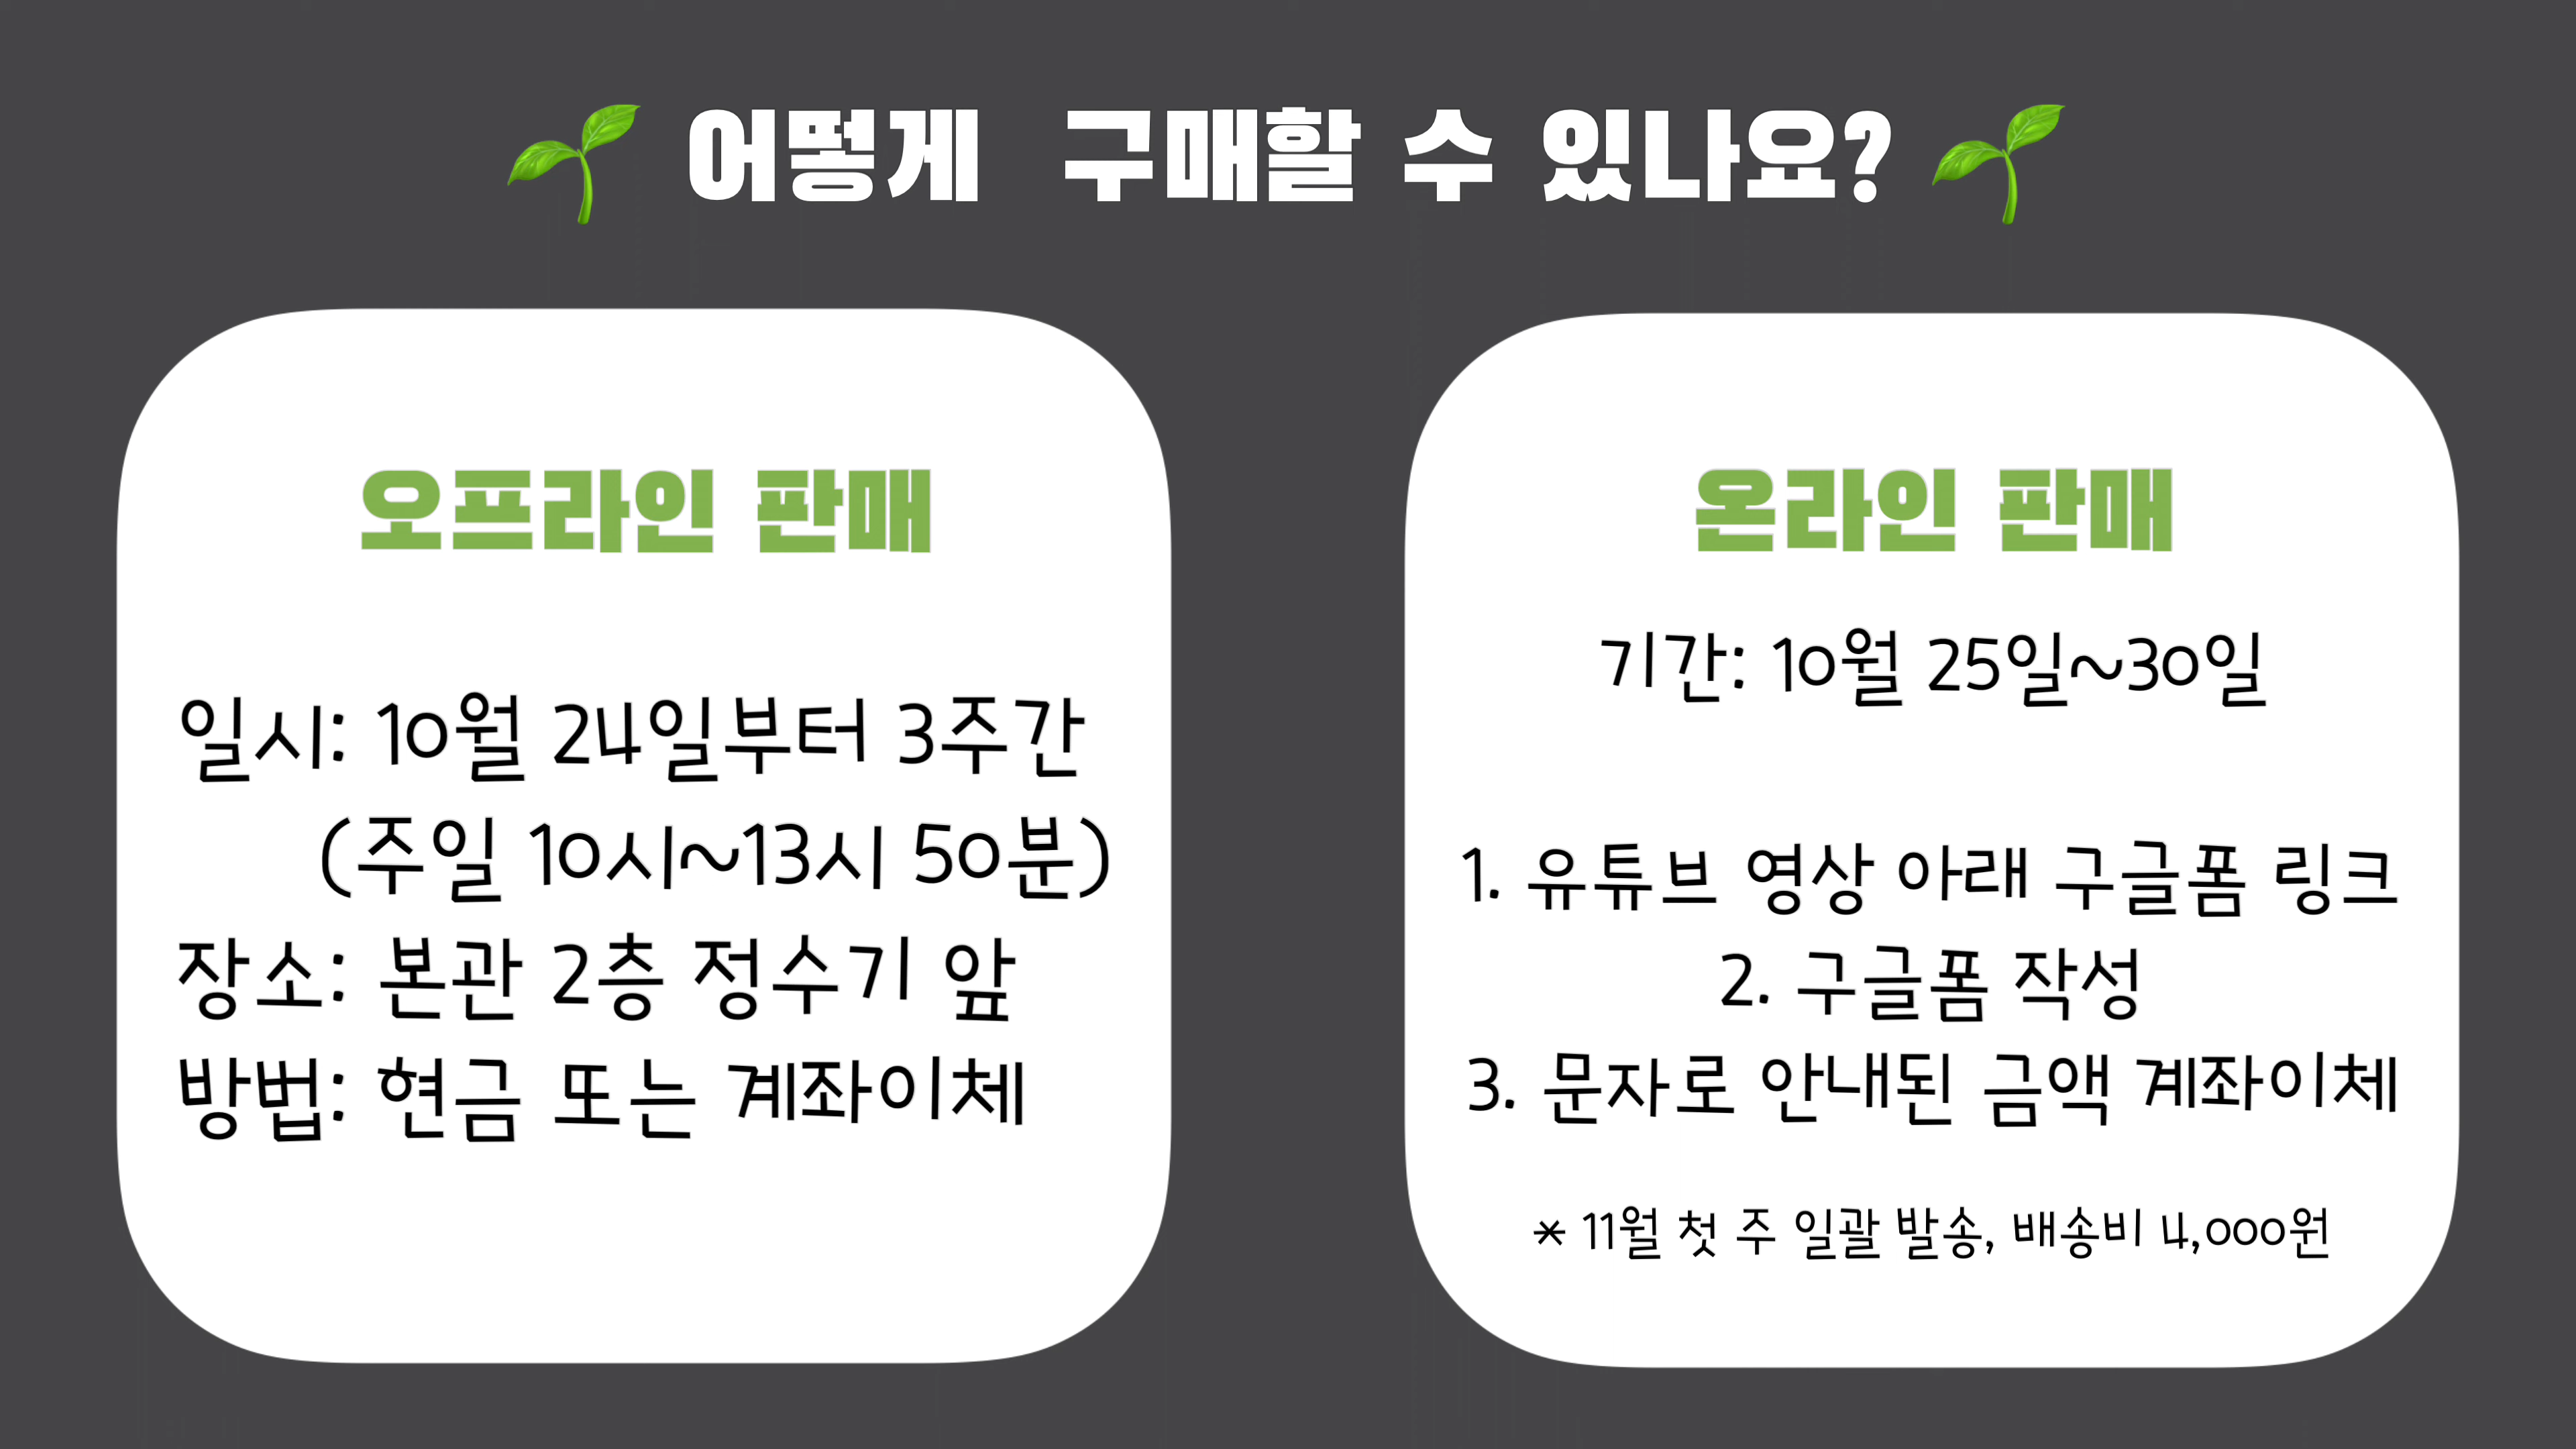 어떻게 구매할 수 있나요?
오프라인 판매
일시: 10월 24일부터 3주간
(주일 10시~13시 50분)
장소: 본관 2층 정수기 앞
방법: 현금 또는 계좌이체
온라인 판매
기간: 10월 25일~30일
1. 유튜브 영상 아래 구글폼 링크
2. 구글폼 작성
3. 문자로 안내된 금액 계좌이체
* 11월 첫 주 일괄 발송, 배송비 4,000원